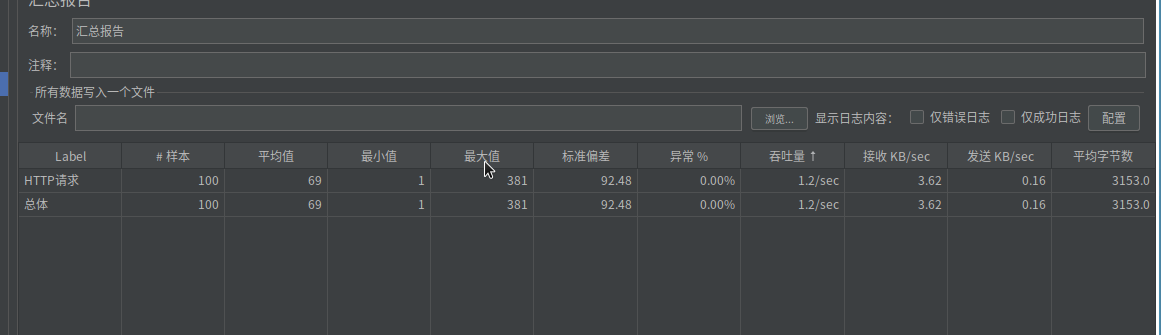 汇总报告
名称： 汇总报告
注释：
所有数据写入一个文件
文件名 浏览... 显示日志内容： 仅错误日志 仅成功日志 配置
Label # 样本 平均值 最小值 最大值 标准偏差 异常 % 吞吐量 ↑ 接收 KB/sec 发送 KB/sec 平均字节数
HTTP请求 100 69 1 381 92.48 0.00% 1.2/sec 3.62 0.16 3153.0
总体 100 69 1 381 92.48 0.00% 1.2/sec 3.62 0.16 3153.0